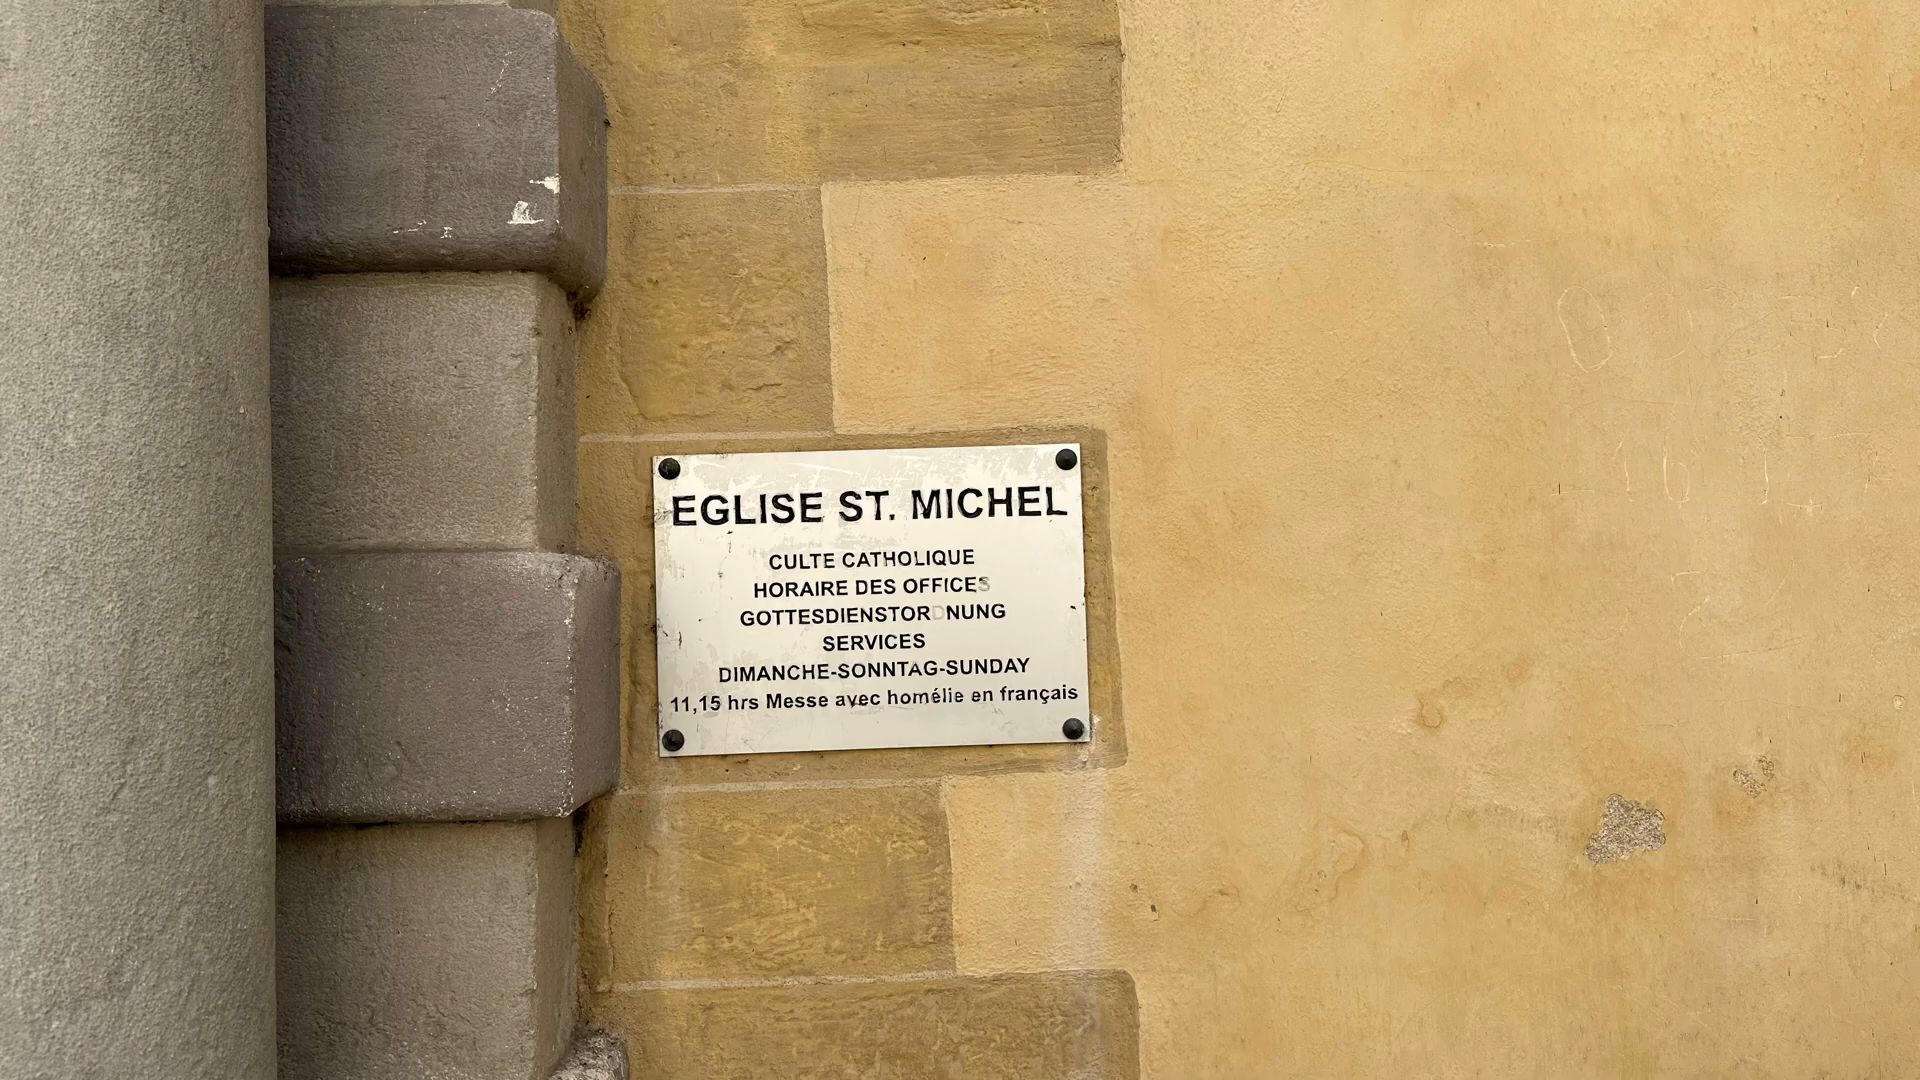 EGLISE ST. MICHEL
CULTE CATHOLIQUE
HORAIRE DES OFFICES
GOTTESDIENSTORDNUNG
SERVICES
DIMANCHE-SONNTAG-SUNDAY
11,15 hrs Messe avec homélie en français